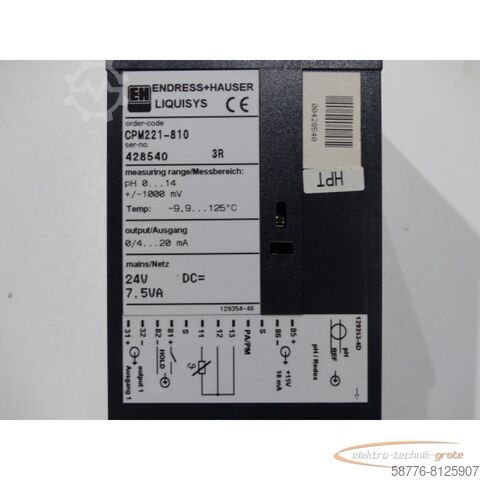 EH ENDRESS+HAUSER
LIQUISYS CE
order-code
CPM221-810
ser-no.
428540 3R
measuring range/Messbereich:
pH 0...14
+/-1000 mV
Temp: -9,9...125°C
output/Ausgang
0/4...20 mA
mains/Netz
24V DC=
7,5VA
129354-4B
00428540
HPT
31 +
32 -
82 -
81 +
S
11
12
13
PA/PM
S
86 -
85 +
Ausgang 1
output 1
HOLD
ϑ
+15V
10 mA
pH / Redox
REF
pH
129353-4D
elektro-technik-grote
58776-8125907